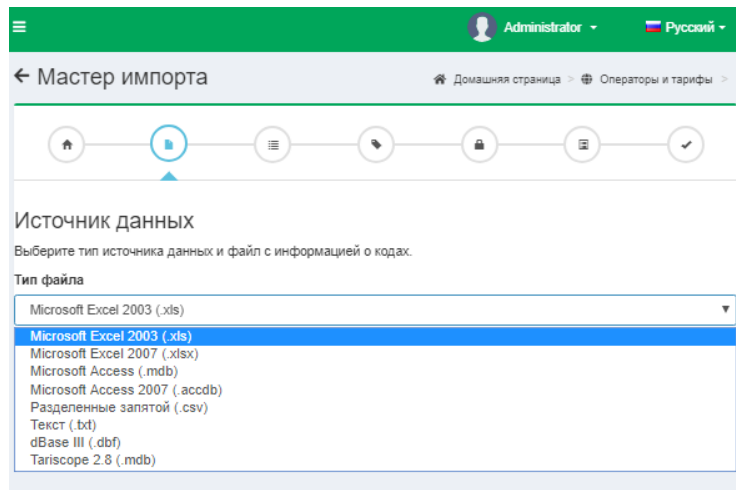 Administrator
Русский
Мастер импорта
Домашняя страница > Операторы и тарифы >
Источник данных
Выберите тип источника данных и файл с информацией о кодах.
Тип файла
Microsoft Excel 2003 (.xls)
Microsoft Excel 2003 (.xls)
Microsoft Excel 2007 (.xlsx)
Microsoft Access (.mdb)
Microsoft Access 2007 (.accdb)
Разделенные запятой (.csv)
Текст (.txt)
dBase III (.dbf)
Tariscope 2.8 (.mdb)